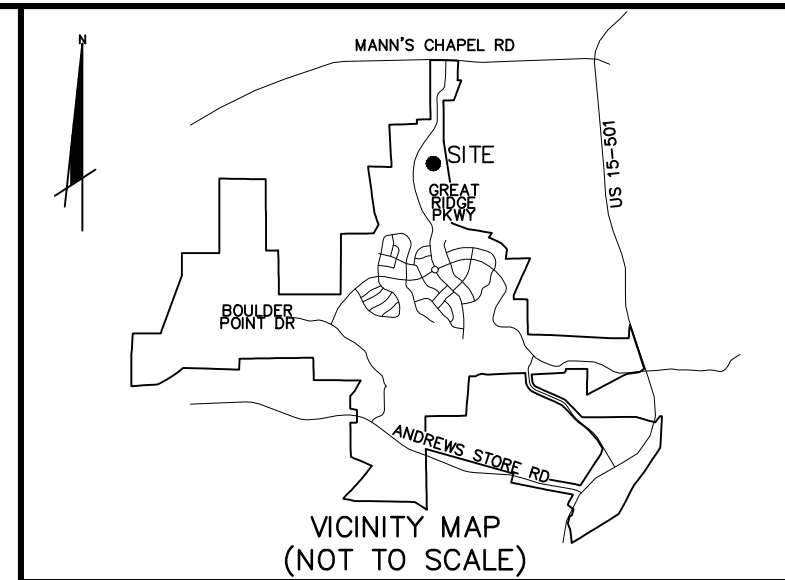 N
MANN'S CHAPEL RD
US 15-501
SITE
GREAT
RIDGE
PKWY
BOULDER
POINT DR
ANDREWS STORE RD
VICINITY MAP
(NOT TO SCALE)